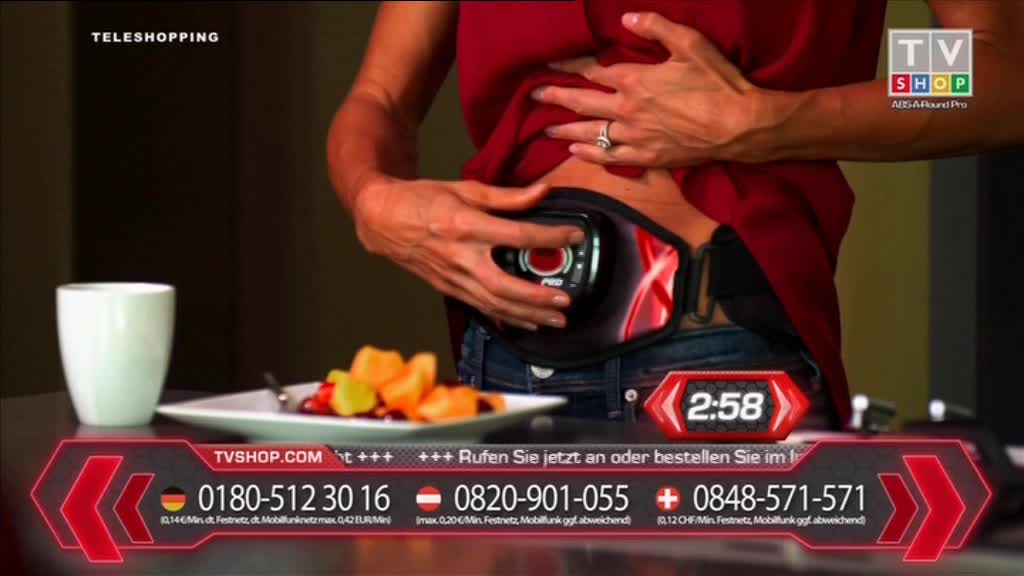 TELESHOPPING
TV
SHOP
ABS-A-Round Pro
2:58
TVSHOP.COM
ht +++ +++ Rufen Sie jetzt an oder bestellen Sie im In
0180-512 30 16
(0,14 €/Min. dt. Festnetz, dt. Mobilfunknetz max. 0,42 EUR/Min)
0820-901-055
(max. 0,20 €/Min. Festnetz, Mobilfunk ggf. abweichend)
0848-571-571
(0,12 CHF/Min. Festnetz, Mobilfunk ggf. abweichend)